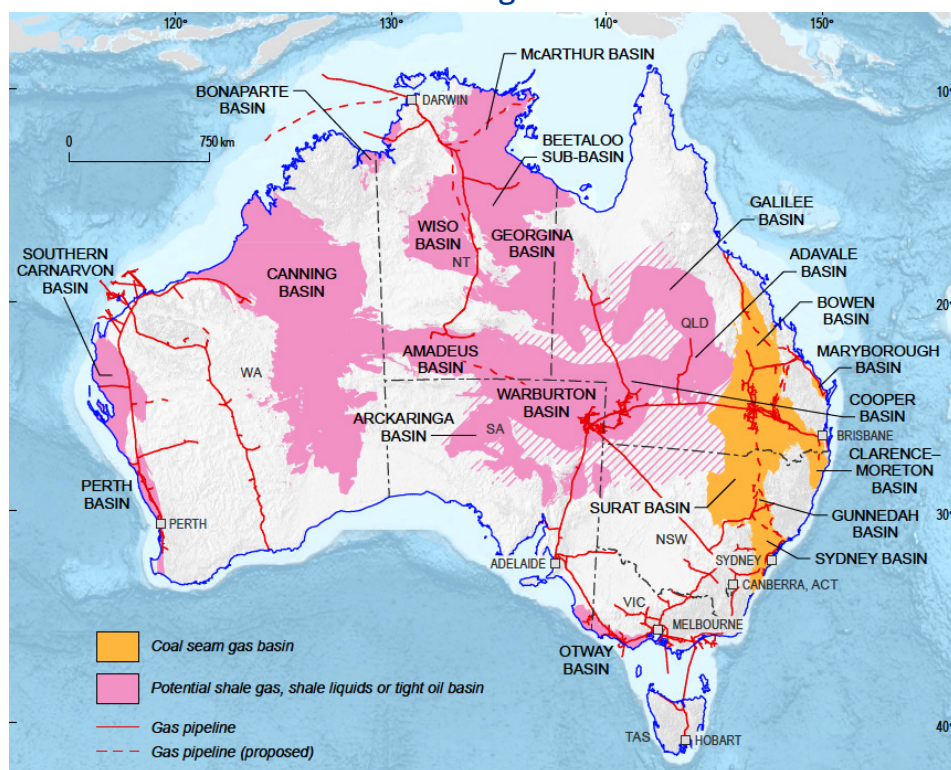 120°
130°
140°
150°
McARTHUR BASIN
BONAPARTE
BASIN
DARWIN
10°
0
750 km
BEETALOO
SUB-BASIN
GALILEE
BASIN
WISO
BASIN
NT
GEORGINA
BASIN
ADAVALE
BASIN
SOUTHERN
CARNARVON
BASIN
CANNING
BASIN
BOWEN
BASIN
20°
QLD
MARYBOROUGH
BASIN
WA
AMADEUS
BASIN
WARBURTON
BASIN
COOPER
BASIN
ARCKARINGA
BASIN
SA
BRISBANE
CLARENCE–
MORETON
BASIN
PERTH
BASIN
SURAT BASIN
GUNNEDAH
BASIN
30°
PERTH
NSW
SYDNEY BASIN
ADELAIDE
SYDNEY
CANBERRA, ACT
VIC
MELBOURNE
OTWAY
BASIN
Coal seam gas basin
Potential shale gas, shale liquids or tight oil basin
Gas pipeline
Gas pipeline (proposed)
TAS
HOBART
40°